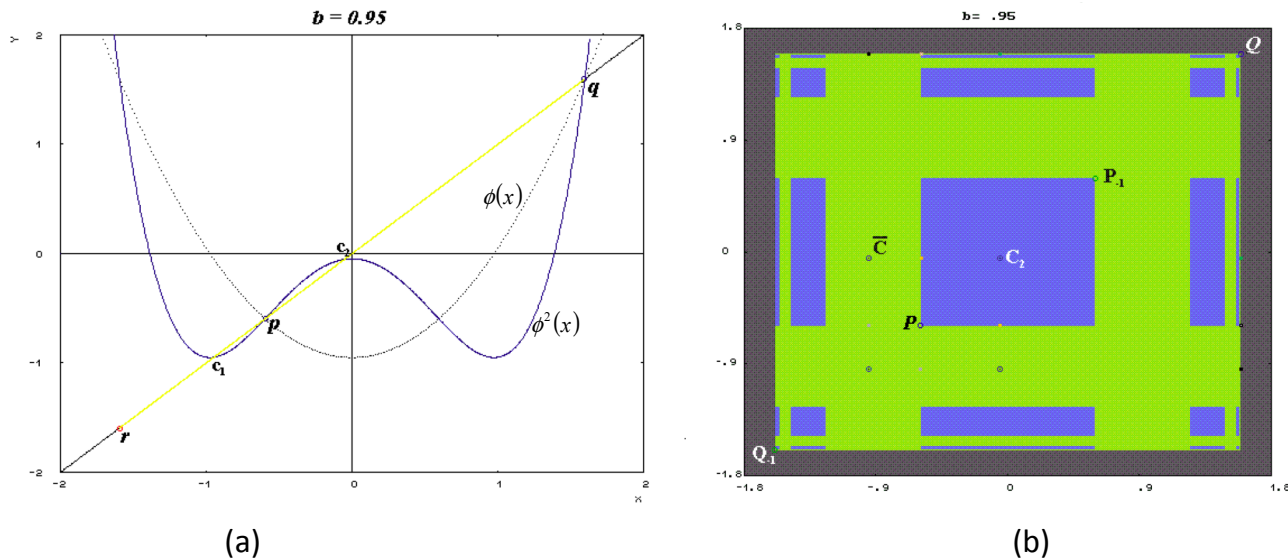 b = 0.95
Y
2
1
0
-1
-2
q
φ(x)
c₂
p
φ²(x)
c₁
r
-2
-1
0
1
2
X
(a)
b= .95
1.8
.9
0
-.9
-1.8
Q
P₋₁
C̅
C₂
P
Q₋₁
-1.8
-.9
0
.9
1.8
(b)